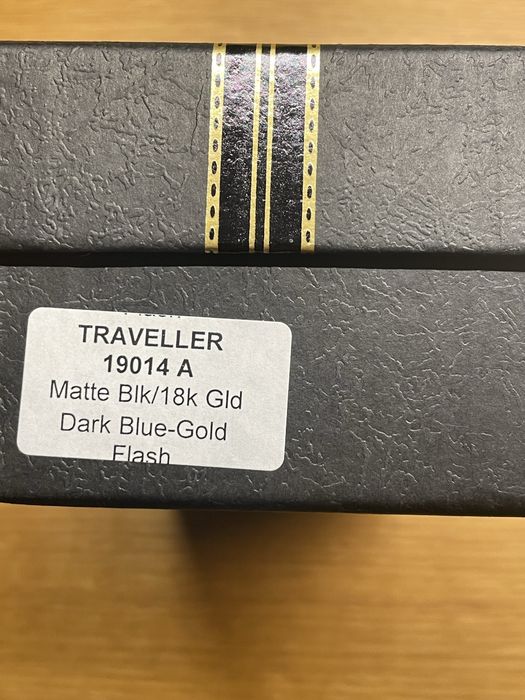 TRAVELLER
19014 A
Matte Blk/18k Gld
Dark Blue-Gold
Flash